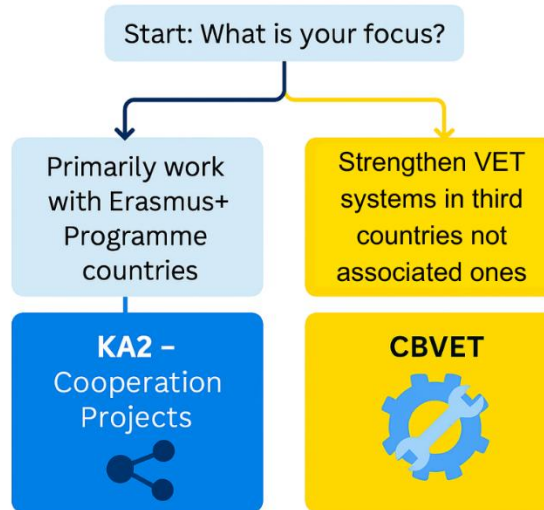 Start: What is your focus?
Primarily work
with Erasmus+
Programme
countries
Strengthen VET
systems in third
countries not
associated ones
KA2 –
Cooperation
Projects
CBVET